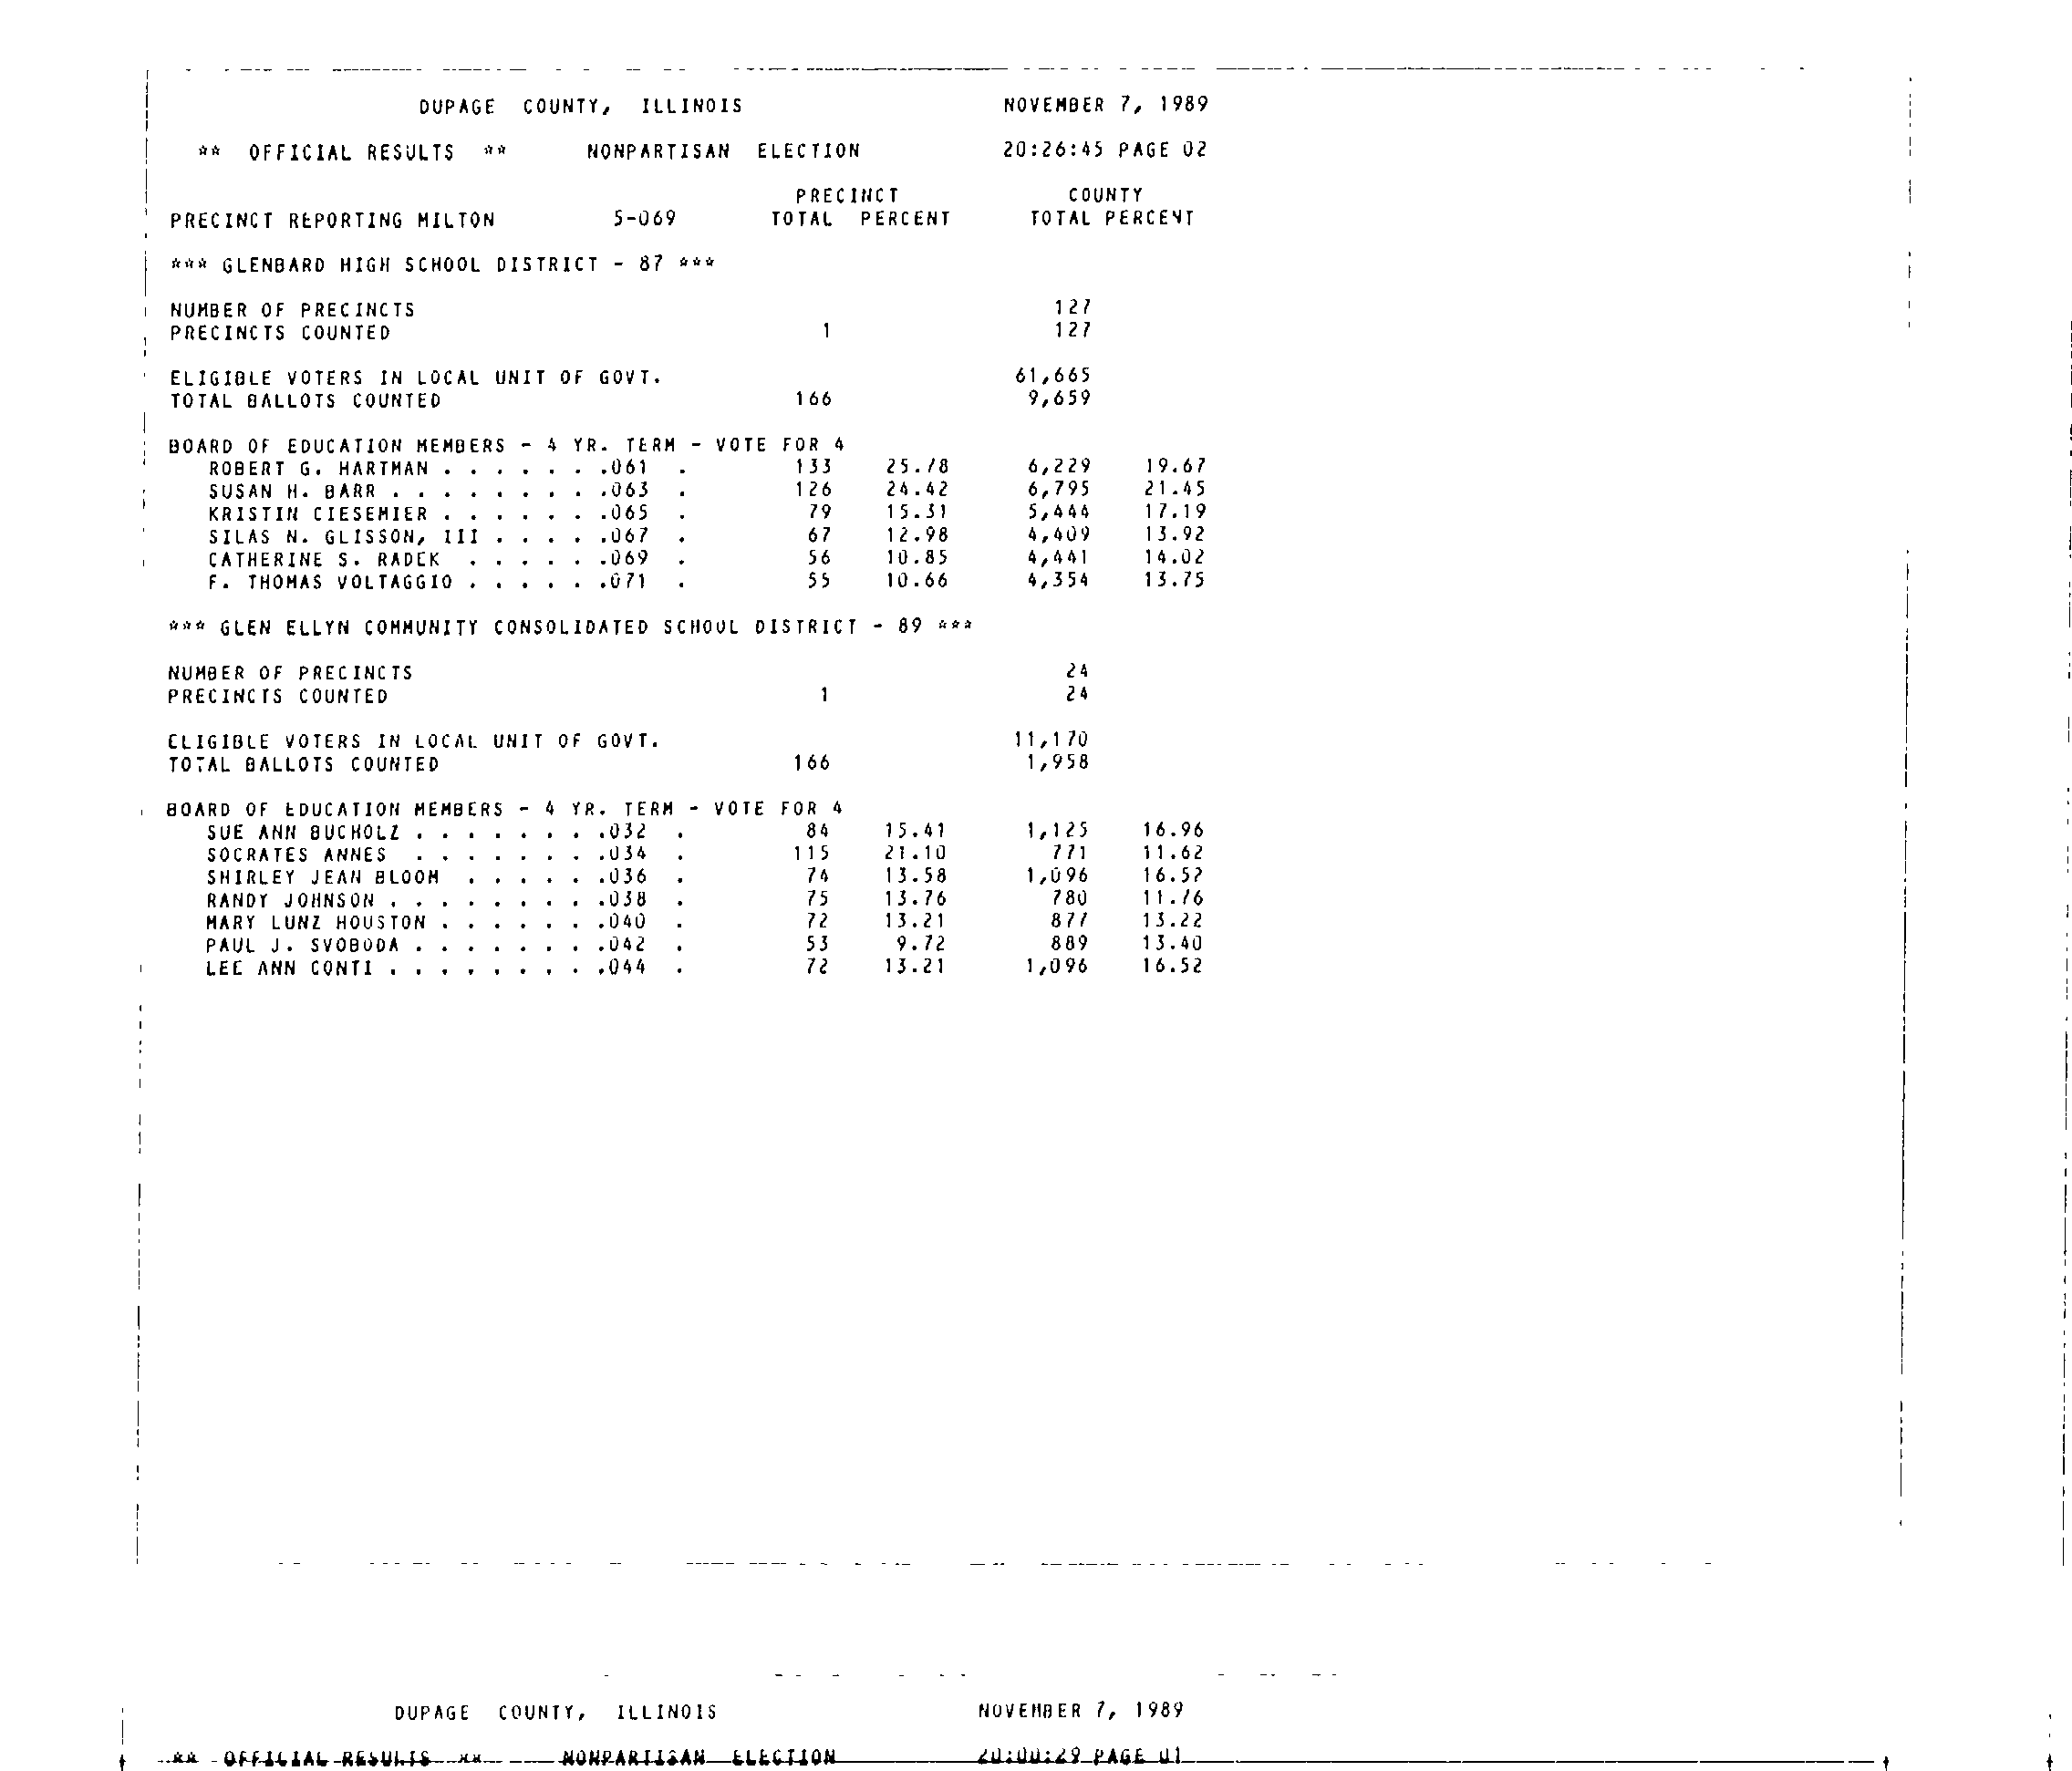 DUPAGE COUNTY, ILLINOIS NOVEMBER 7, 1989
** OFFICIAL RESULTS ** NONPARTISAN ELECTION 20:26:45 PAGE 02
PRECINCT COUNTY
PRECINCT REPORTING MILTON 5-069 TOTAL PERCENT TOTAL PERCENT
*** GLENBARD HIGH SCHOOL DISTRICT - 87 ***
NUMBER OF PRECINCTS 127
PRECINCTS COUNTED 1 127
ELIGIBLE VOTERS IN LOCAL UNIT OF GOVT. 61,665
TOTAL BALLOTS COUNTED 166 9,659
BOARD OF EDUCATION MEMBERS - 4 YR. TERM - VOTE FOR 4
ROBERT G. HARTMAN . . . . . . .061 . 133 25.78 6,229 19.67
SUSAN H. BARR . . . . . . . . .063 . 126 24.42 6,795 21.45
KRISTIN CIESEMIER . . . . . . .065 . 79 15.31 5,444 17.19
SILAS N. GLISSON, III . . . . .067 . 67 12.98 4,409 13.92
CATHERINE S. RADEK . . . . . .069 . 56 10.85 4,441 14.02
F. THOMAS VOLTAGGIO . . . . . .071 . 55 10.66 4,354 13.75
*** GLEN ELLYN COMMUNITY CONSOLIDATED SCHOOL DISTRICT - 89 ***
NUMBER OF PRECINCTS 24
PRECINCTS COUNTED 1 24
ELIGIBLE VOTERS IN LOCAL UNIT OF GOVT. 11,170
TOTAL BALLOTS COUNTED 166 1,958
BOARD OF EDUCATION MEMBERS - 4 YR. TERM - VOTE FOR 4
SUE ANN BUCHOLZ . . . . . . . .032 . 84 15.41 1,125 16.96
SOCRATES ANNES . . . . . . . .034 . 115 21.10 771 11.62
SHIRLEY JEAN BLOOM . . . . . .036 . 74 13.58 1,096 16.52
RANDY JOHNSON . . . . . . . . .038 . 75 13.76 780 11.76
MARY LUNZ HOUSTON . . . . . . .040 . 72 13.21 877 13.22
PAUL J. SVOBODA . . . . . . . .042 . 53 9.72 889 13.40
LEE ANN CONTI . . . . . . . . .044 . 72 13.21 1,096 16.52
DUPAGE COUNTY, ILLINOIS NOVEMBER 7, 1989
** OFFICIAL RESULTS ** NONPARTISAN ELECTION 20:00:29 PAGE 01